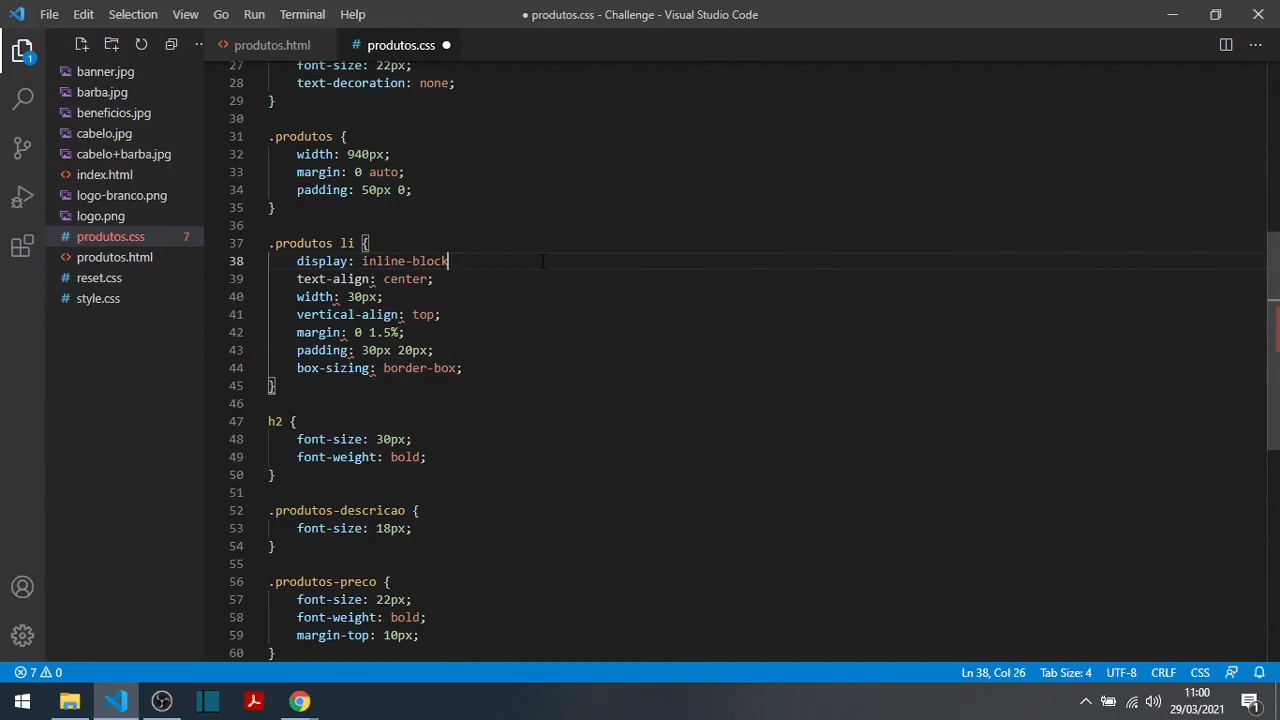 File Edit Selection View Go Run Terminal Help
● produtos.css - Challenge - Visual Studio Code
produtos.html
# produtos.css ●
1
banner.jpg
barba.jpg
beneficios.jpg
cabelo.jpg
cabelo+barba.jpg
index.html
logo-branco.png
logo.png
# produtos.css 7
produtos.html
# reset.css
# style.css
27 font-size: 22px;
28 text-decoration: none;
29 }
30
31 .produtos {
32 width: 940px;
33 margin: 0 auto;
34 padding: 50px 0;
35 }
36
37 .produtos li {
38 display: inline-block
39 text-align: center;
40 width: 30px;
41 vertical-align: top;
42 margin: 0 1.5%;
43 padding: 30px 20px;
44 box-sizing: border-box;
45 }
46
47 h2 {
48 font-size: 30px;
49 font-weight: bold;
50 }
51
52 .produtos-descricao {
53 font-size: 18px;
54 }
55
56 .produtos-preco {
57 font-size: 22px;
58 font-weight: bold;
59 margin-top: 10px;
60 }
7 0
Ln 38, Col 26 Tab Size: 4 UTF-8 CRLF CSS
11:00
29/03/2021
1